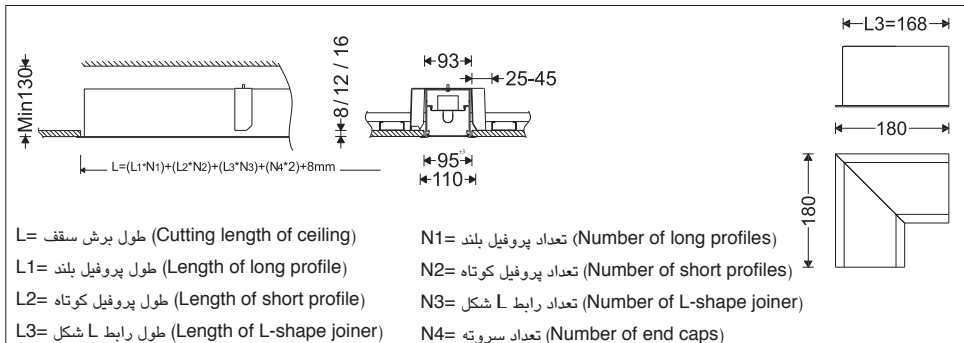 L3=168
93
25-45
Min130
8/12/16
180
L=(L1*N1)+(L2*N2)+(L3*N3)+(N4*2)+8mm
95±3
110
180
L= طول برش سقف (Cutting length of ceiling)
L1= طول پروفیل بلند (Length of long profile)
L2= طول پروفیل کوتاه (Length of short profile)
L3= طول رابط L شکل (Length of L-shape joiner)
N1= تعداد پروفیل بلند (Number of long profiles)
N2= تعداد پروفیل کوتاه (Number of short profiles)
N3= تعداد رابط L شکل (Number of L-shape joiner)
N4= تعداد سروته (Number of end caps)